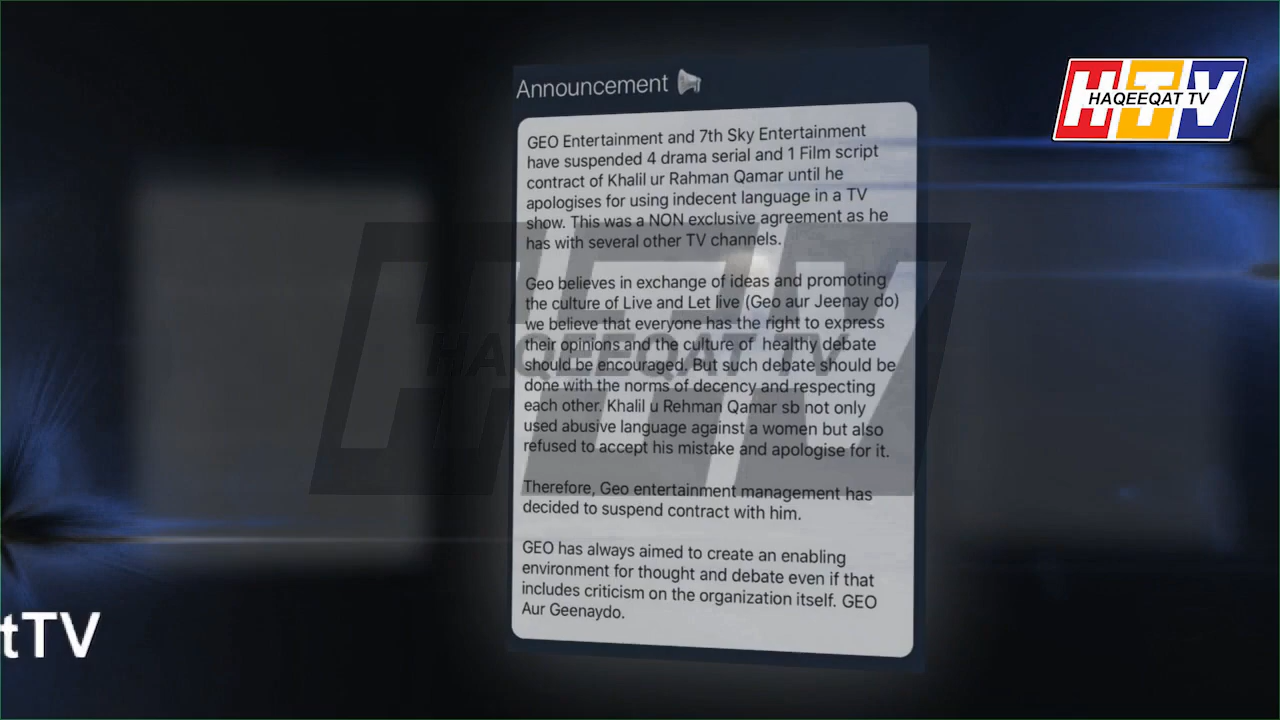 Announcement
HTV
HAQEEQAT TV
GEO Entertainment and 7th Sky Entertainment
have suspended 4 drama serial and 1 Film script
contract of Khalil ur Rahman Qamar until he
apologises for using indecent language in a TV
show. This was a NON exclusive agreement as he
has with several other TV channels.
Geo believes in exchange of ideas and promoting
the culture of Live and Let live (Geo aur Jeenay do)
we believe that everyone has the right to express
their opinions and the culture of healthy debate
should be encouraged. But such debate should be
done with the norms of decency and respecting
each other. Khalil u Rehman Qamar sb not only
used abusive language against a women but also
refused to accept his mistake and apologise for it.
Therefore, Geo entertainment management has
decided to suspend contract with him.
GEO has always aimed to create an enabling
environment for thought and debate even if that
includes criticism on the organization itself. GEO
Aur Geenaydo.
HTV
HAQEEQAT TV
tTV